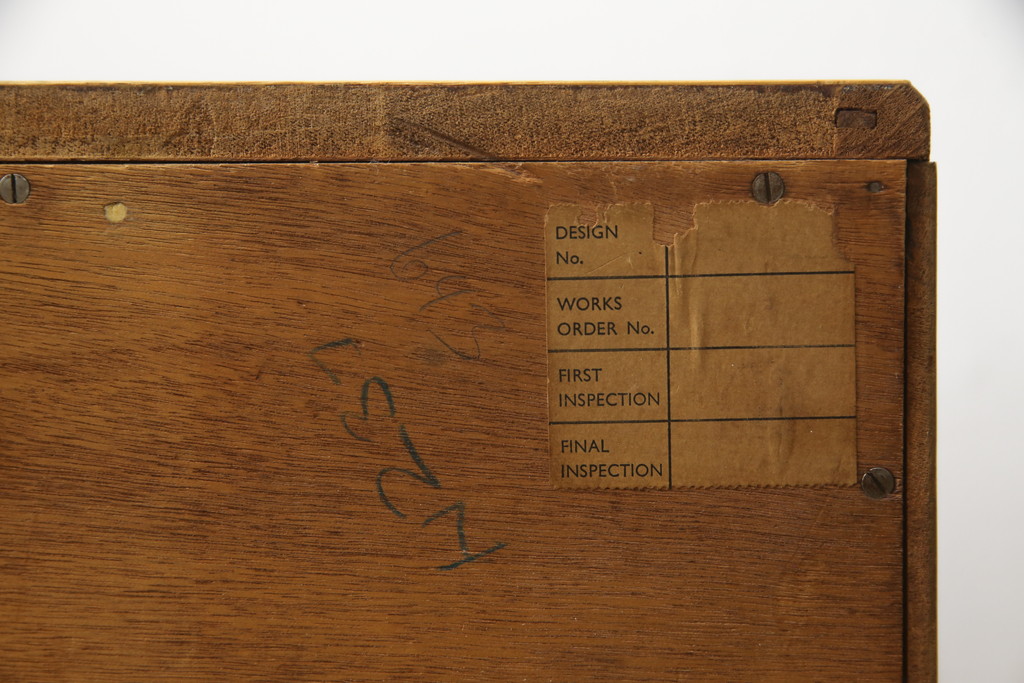 DESIGN
No.
WORKS
ORDER No.
FIRST
INSPECTION
FINAL
INSPECTION